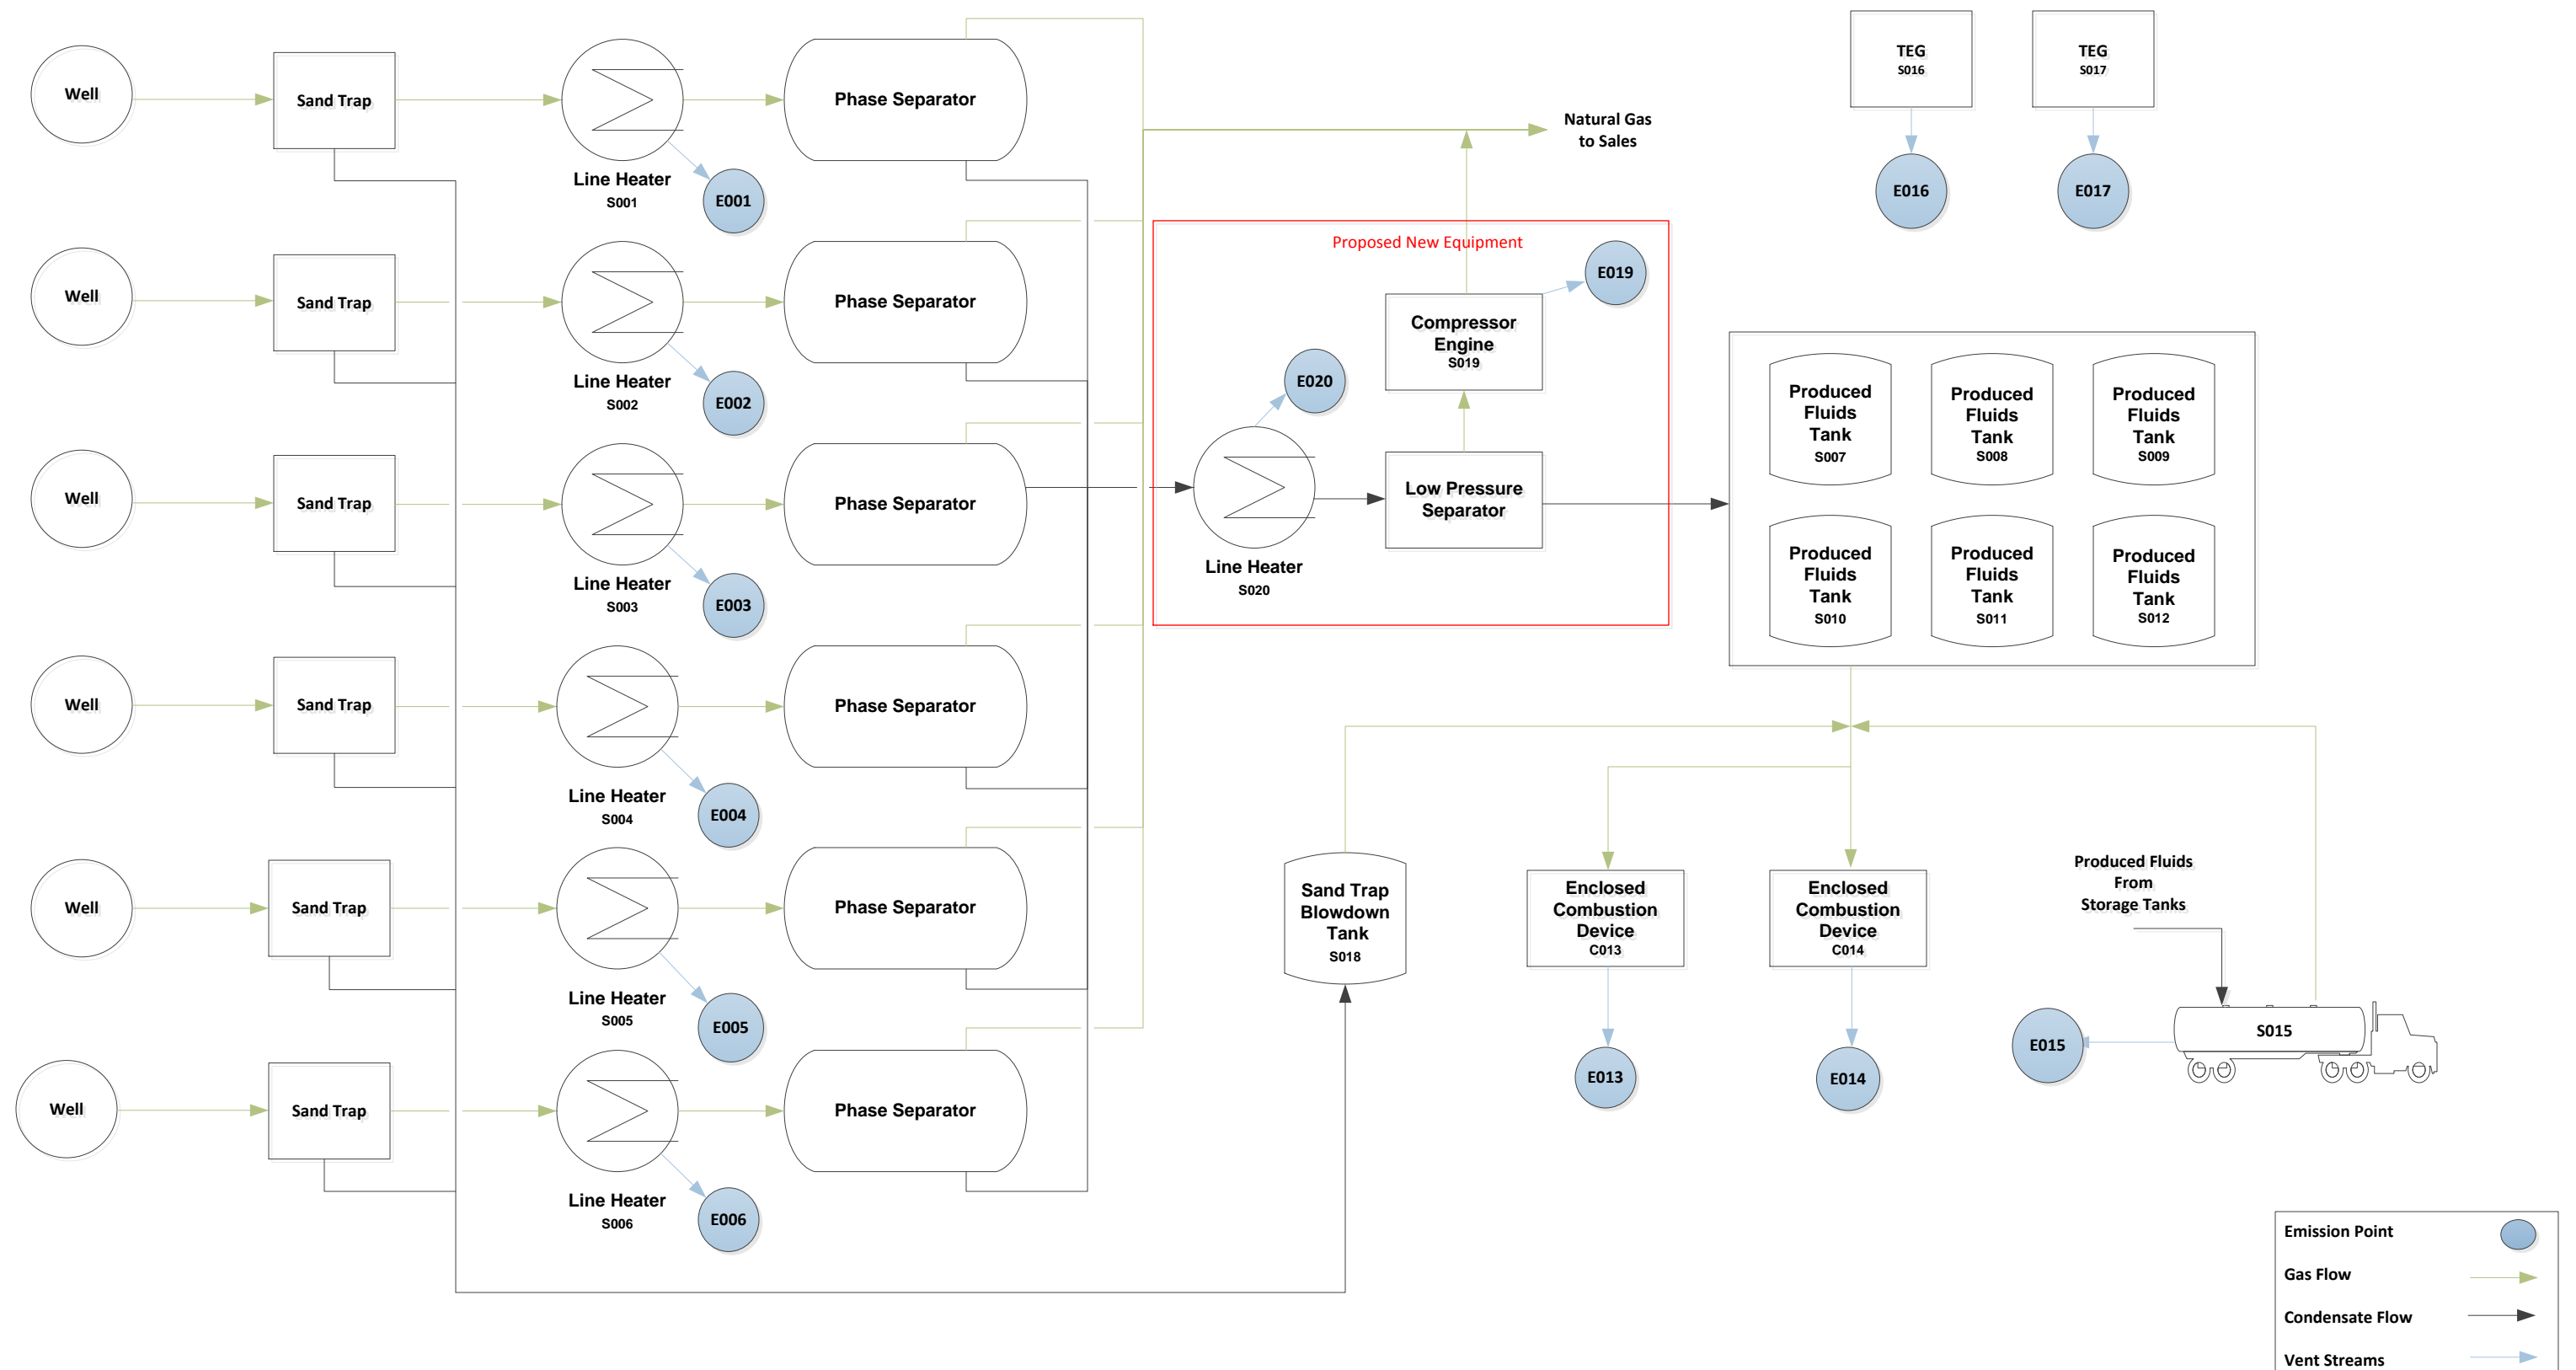 Well
Sand Trap
Line Heater
S001
E001
Phase Separator
Natural Gas
to Sales
TEG
S016
E016
TEG
S017
E017
Well
Sand Trap
Line Heater
S002
E002
Phase Separator
Proposed New Equipment
E019
Compressor
Engine
S019
E020
Line Heater
S020
Low Pressure
Separator
Produced
Fluids
Tank
S007
Produced
Fluids
Tank
S008
Produced
Fluids
Tank
S009
Produced
Fluids
Tank
S010
Produced
Fluids
Tank
S011
Produced
Fluids
Tank
S012
Well
Sand Trap
Line Heater
S003
E003
Phase Separator
Well
Sand Trap
Line Heater
S004
E004
Phase Separator
Well
Sand Trap
Line Heater
S005
E005
Phase Separator
Sand Trap
Blowdown
Tank
S018
Enclosed
Combustion
Device
C013
E013
Enclosed
Combustion
Device
C014
E014
Produced Fluids
From
Storage Tanks
S015
E015
Well
Sand Trap
Line Heater
S006
E006
Phase Separator
Emission Point
Gas Flow
Condensate Flow
Vent Streams